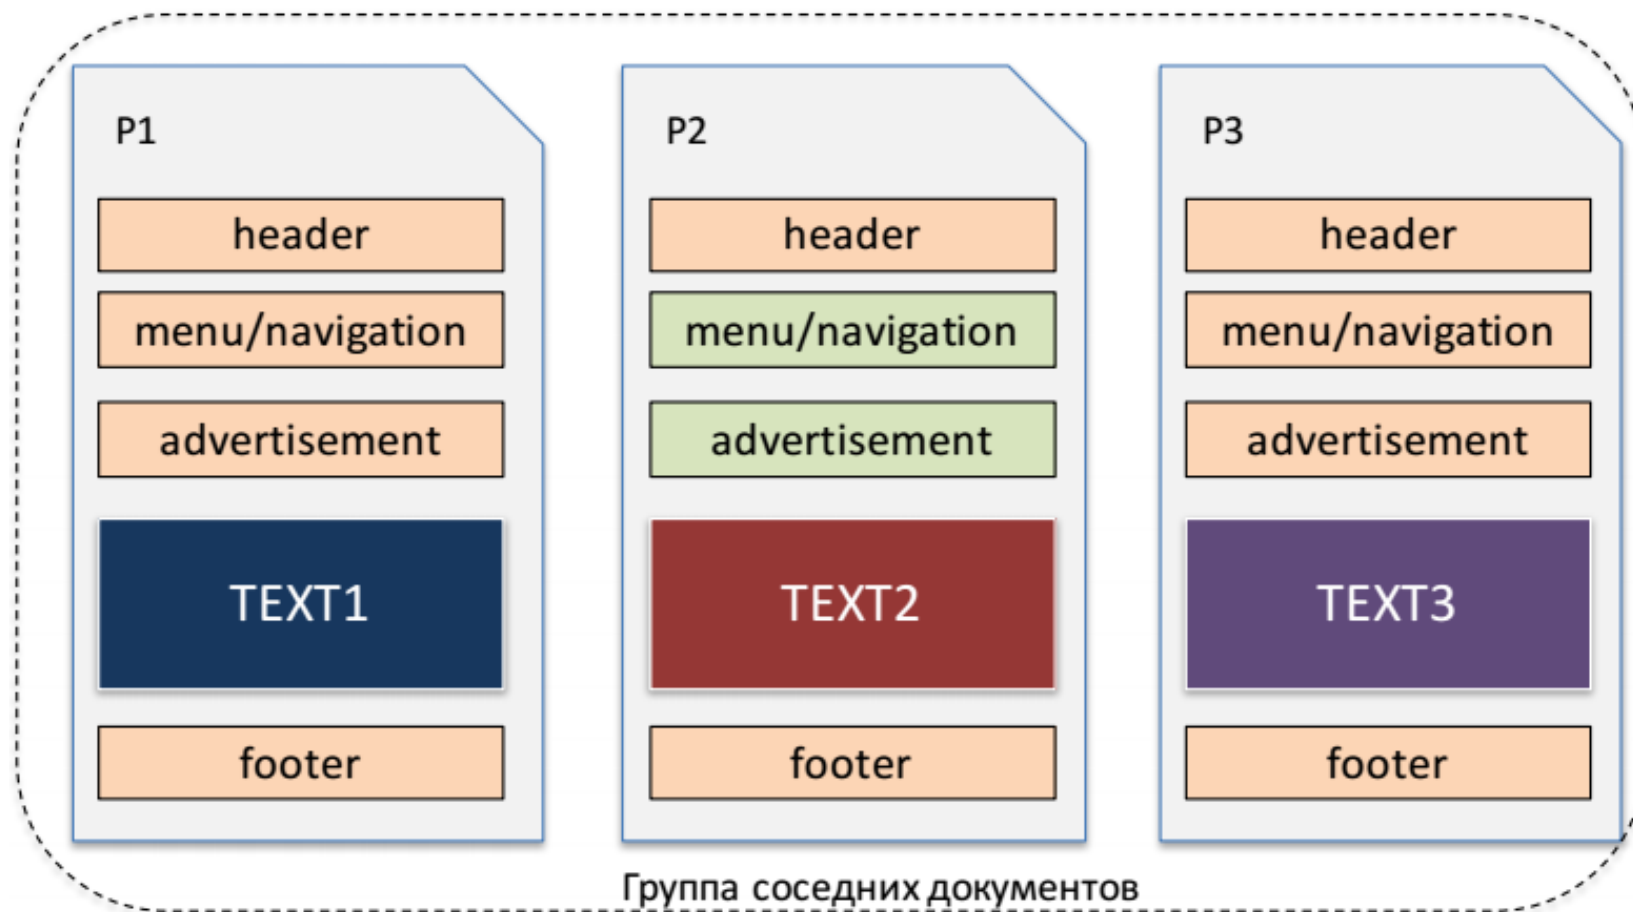 P1
header
menu/navigation
advertisement
TEXT1
footer
P2
header
menu/navigation
advertisement
TEXT2
footer
P3
header
menu/navigation
advertisement
TEXT3
footer
Группа соседних документов